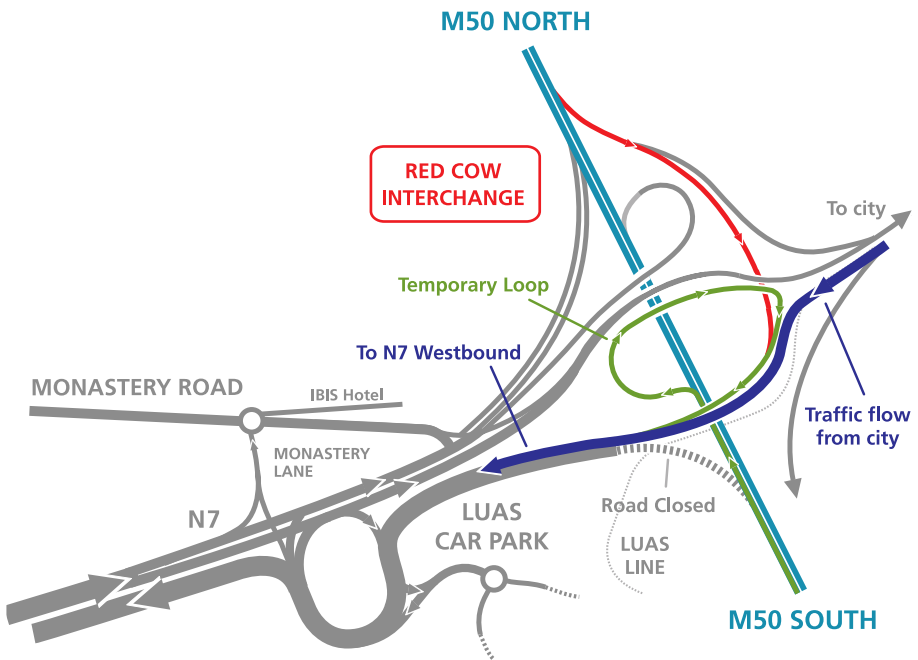 M50 NORTH
RED COW
INTERCHANGE
To city
Temporary Loop
To N7 Westbound
MONASTERY ROAD
IBIS Hotel
Traffic flow
from city
MONASTERY
LANE
N7
LUAS
CAR PARK
Road Closed
LUAS
LINE
M50 SOUTH